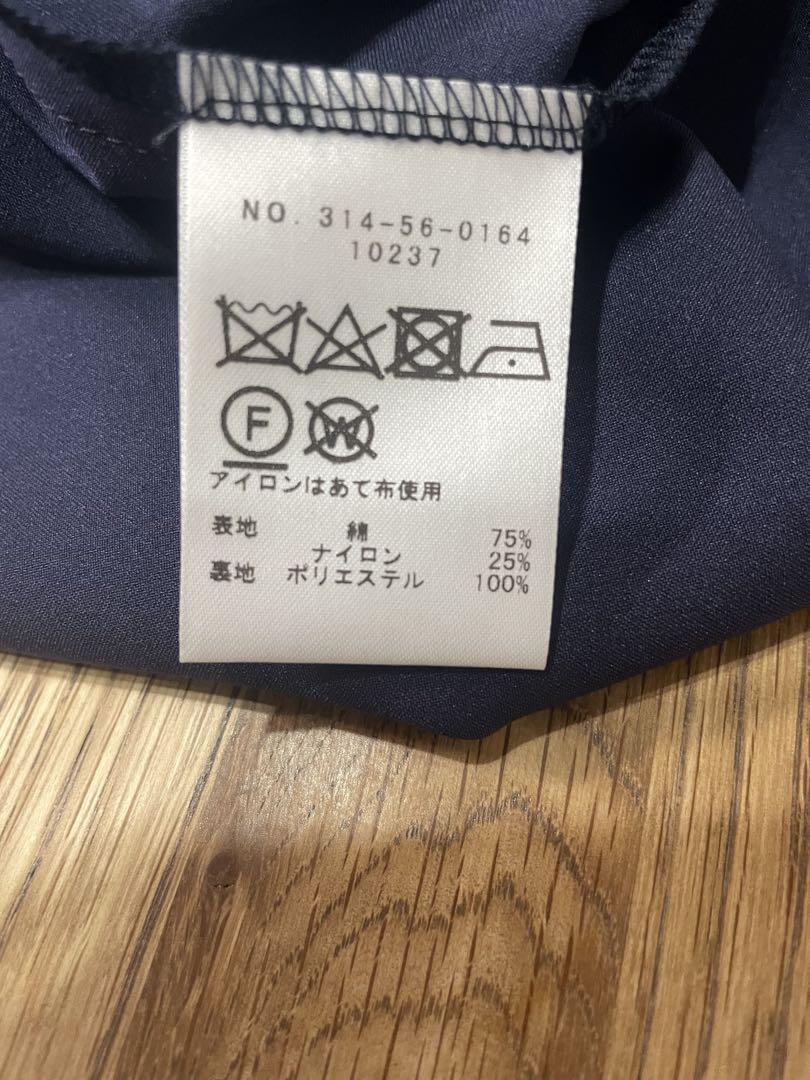 NO. 314-56-0164
10237
F W
アイロンはあて布使用
表地 綿 75%
ナイロン 25%
裏地 ポリエステル 100%